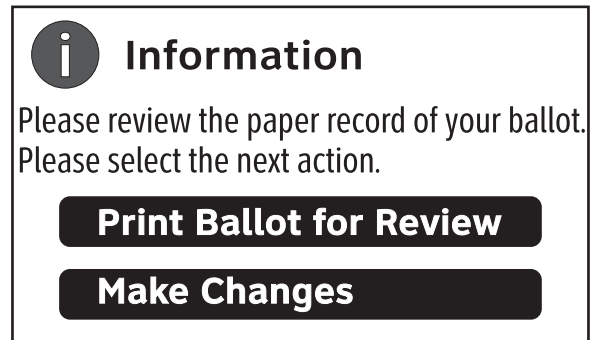 Information
Please review the paper record of your ballot.
Please select the next action.
Print Ballot for Review
Make Changes